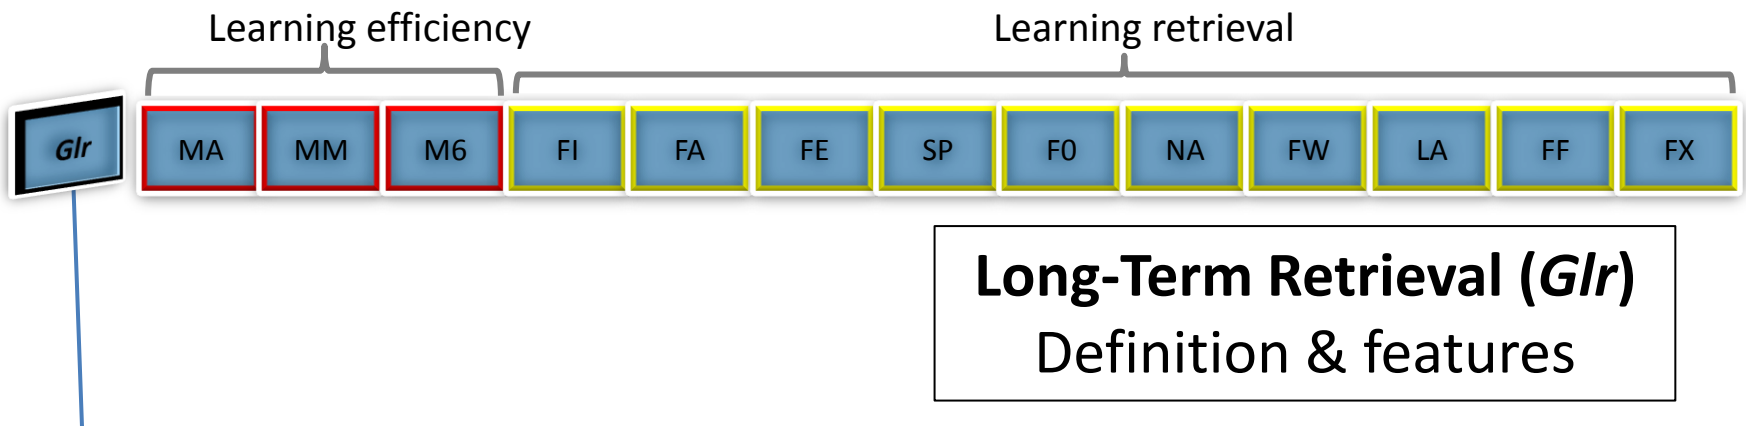 Learning efficiency Learning retrieval
Glr MA MM M6 FI FA FE SP F0 NA FW LA FF FX
Long-Term Retrieval (Glr)
Definition & features